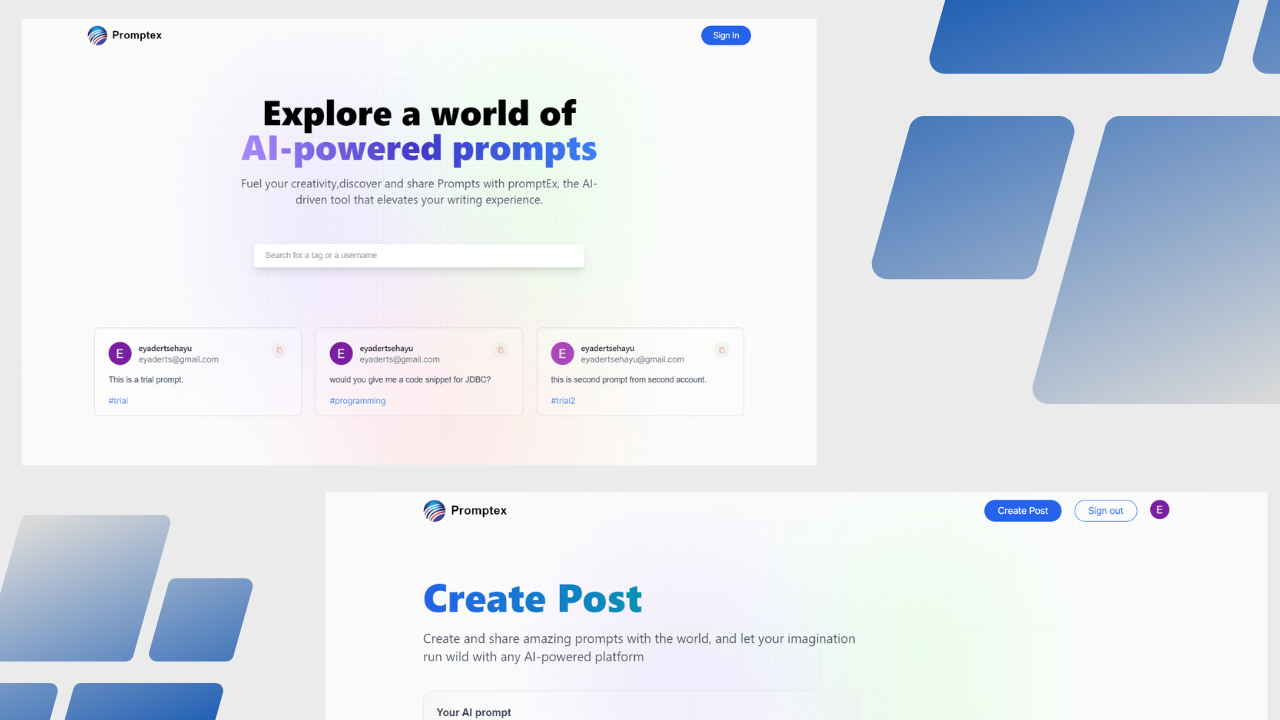 Promptex
Sign In
Explore a world of
AI-powered prompts
Fuel your creativity,discover and share Prompts with promptEx, the AI-
driven tool that elevates your writing experience.
Search for a tag or a username
E
eyadertsehayu
eyaderts@gmail.com
This is a trial prompt.
#trial
E
eyadertsehayu
eyaderts@gmail.com
would you give me a code snippet for JDBC?
#programming
E
eyadertsehayu
eyadertsehayu@gmail.com
this is second prompt from second account.
#trial2
Promptex
Create Post
Sign out
E
Create Post
Create and share amazing prompts with the world, and let your imagination
run wild with any AI-powered platform
Your AI prompt